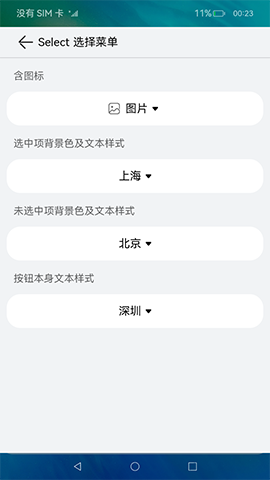 没有 SIM 卡 11% 00:23
Select 选择菜单
含图标
图片
选中项背景色及文本样式
上海
未选中项背景色及文本样式
北京
按钮本身文本样式
深圳